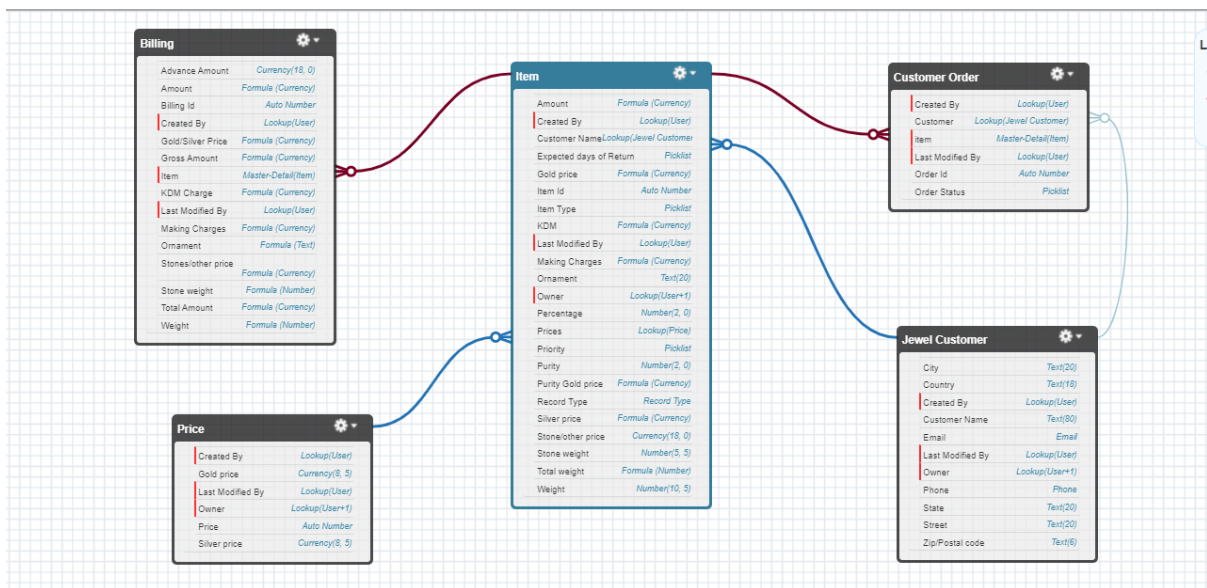 Billing
Advance Amount Currency(18, 0)
Amount Formula (Currency)
Billing Id Auto Number
Created By Lookup(User)
Gold/Silver Price Formula (Currency)
Gross Amount Formula (Currency)
Item Master-Detail(Item)
KDM Charge Formula (Currency)
Last Modified By Lookup(User)
Making Charges Formula (Currency)
Ornament Formula (Text)
Stones/other price
Formula (Currency)
Stone weight Formula (Number)
Total Amount Formula (Currency)
Weight Formula (Number)
Price
Created By Lookup(User)
Gold price Currency(8, 5)
Last Modified By Lookup(User)
Owner Lookup(User+1)
Price Auto Number
Silver price Currency(8, 5)
Item
Amount Formula (Currency)
Created By Lookup(User)
Customer Name Lookup(Jewel Customer
Expected days of Return Picklist
Gold price Formula (Currency)
Item Id Auto Number
Item Type Picklist
KDM Formula (Currency)
Last Modified By Lookup(User)
Making Charges Formula (Currency)
Ornament Text(20)
Owner Lookup(User+1)
Percentage Number(2, 0)
Prices Lookup(Price)
Priority Picklist
Purity Number(2, 0)
Purity Gold price Formula (Currency)
Record Type Record Type
Silver price Formula (Currency)
Stone/other price Currency(18, 0)
Stone weight Number(5, 5)
Total weight Formula (Number)
Weight Number(10, 5)
Customer Order
Created By Lookup(User)
Customer Lookup(Jewel Customer)
item Master-Detail(Item)
Last Modified By Lookup(User)
Order Id Auto Number
Order Status Picklist
Jewel Customer
City Text(20)
Country Text(18)
Created By Lookup(User)
Customer Name Text(80)
Email Email
Last Modified By Lookup(User)
Owner Lookup(User+1)
Phone Phone
State Text(20)
Street Text(20)
Zip/Postal code Text(6)
L